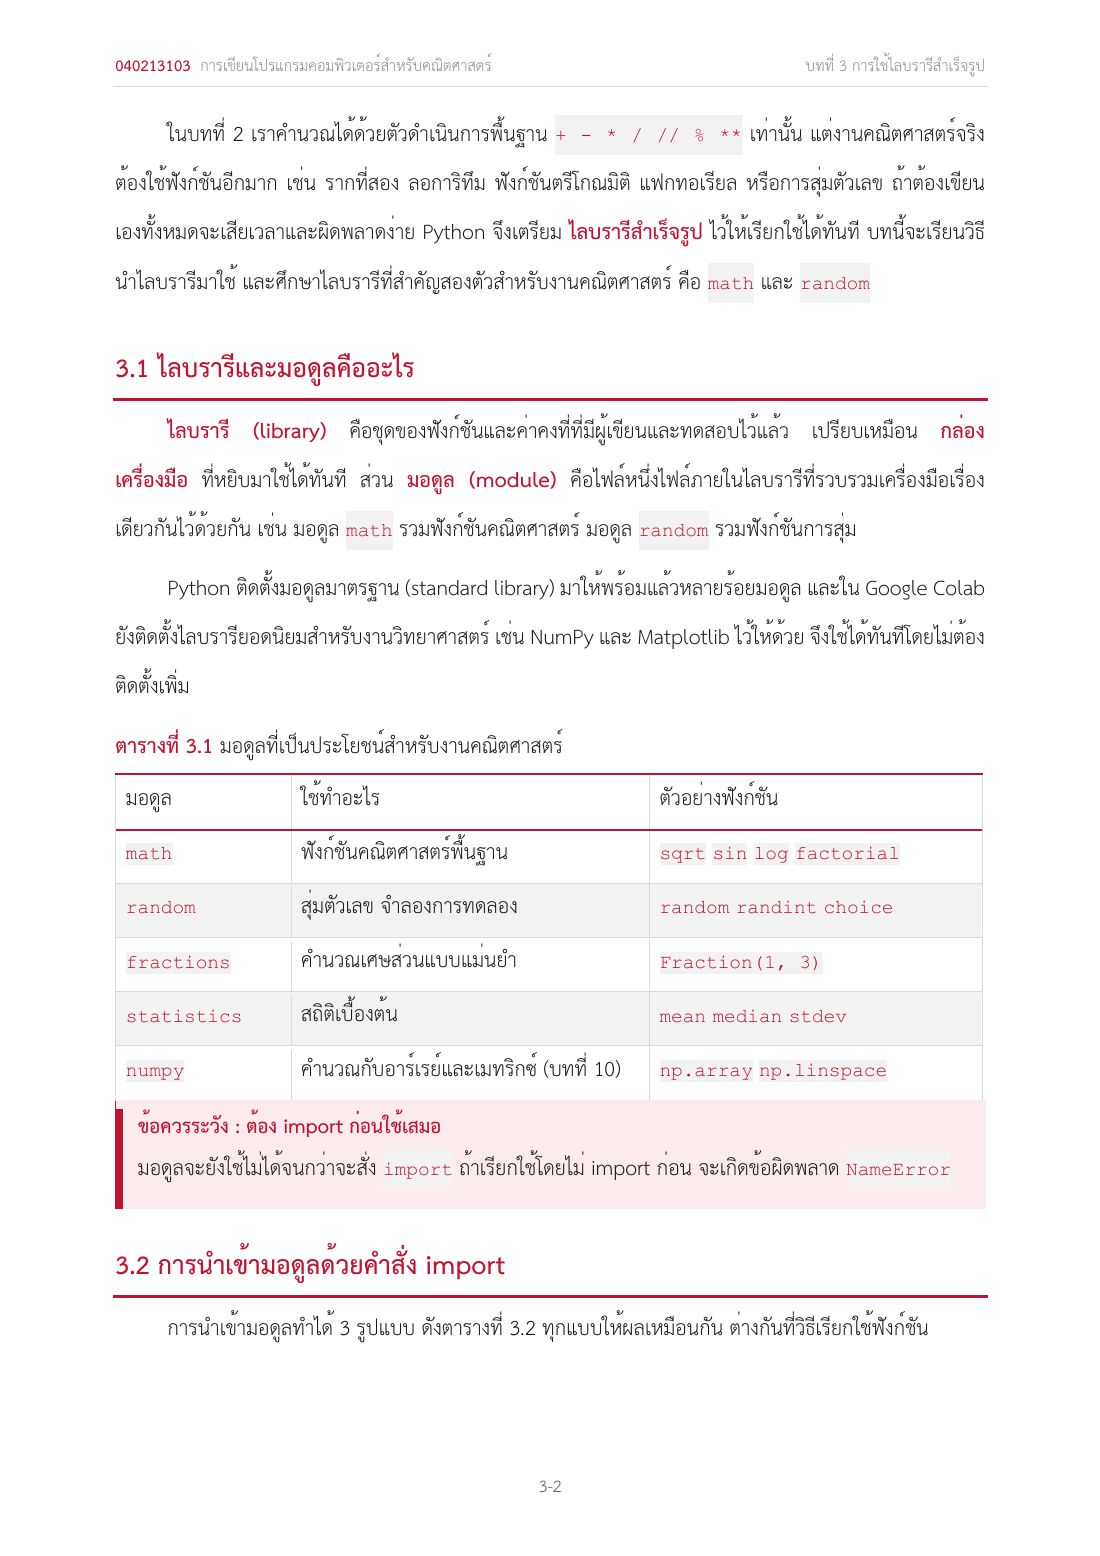 040213103 การเขียนโปรแกรมคอมพิวเตอร์สำหรับคณิตศาสตร์ บทที่ 3 การใช้ไลบรารีสำเร็จรูป
ในบทที่ 2 เราคำนวณได้ด้วยตัวดำเนินการพื้นฐาน + - * / // % ** เท่านั้น แต่งานคณิตศาสตร์จริง
ต้องใช้ฟังก์ชันอีกมาก เช่น รากที่สอง ลอการิทึม ฟังก์ชันตรีโกณมิติ แฟกทอเรียล หรือการสุ่มตัวเลข ถ้าต้องเขียน
เองทั้งหมดจะเสียเวลาและผิดพลาดง่าย Python จึงเตรียม ไลบรารีสำเร็จรูป ไว้ให้เรียกใช้ได้ทันที บทนี้จะเรียนวิธี
นำไลบรารีมาใช้ และศึกษาไลบรารีที่สำคัญสองตัวสำหรับงานคณิตศาสตร์ คือ math และ random
3.1 ไลบรารีและมอดูลคืออะไร
ไลบรารี (library) คือชุดของฟังก์ชันและค่าคงที่ที่มีผู้เขียนและทดสอบไว้แล้ว เปรียบเหมือน กล่อง
เครื่องมือ ที่หยิบมาใช้ได้ทันที ส่วน มอดูล (module) คือไฟล์หนึ่งไฟล์ภายในไลบรารีที่รวบรวมเครื่องมือเรื่อง
เดียวกันไว้ด้วยกัน เช่น มอดูล math รวมฟังก์ชันคณิตศาสตร์ มอดูล random รวมฟังก์ชันการสุ่ม
Python ติดตั้งมอดูลมาตรฐาน (standard library) มาให้พร้อมแล้วหลายร้อยมอดูล และใน Google Colab
ยังติดตั้งไลบรารียอดนิยมสำหรับงานวิทยาศาสตร์ เช่น NumPy และ Matplotlib ไว้ให้ด้วย จึงใช้ได้ทันทีโดยไม่ต้อง
ติดตั้งเพิ่ม
ตารางที่ 3.1 มอดูลที่เป็นประโยชน์สำหรับงานคณิตศาสตร์
มอดูล ใช้ทำอะไร ตัวอย่างฟังก์ชัน
math ฟังก์ชันคณิตศาสตร์พื้นฐาน sqrt sin log factorial
random สุ่มตัวเลข จำลองการทดลอง random randint choice
fractions คำนวณเศษส่วนแบบแม่นยำ Fraction(1, 3)
statistics สถิติเบื้องต้น mean median stdev
numpy คำนวณกับอาร์เรย์และเมทริกซ์ (บทที่ 10) np.array np.linspace
ข้อควรระวัง : ต้อง import ก่อนใช้เสมอ
มอดูลจะยังใช้ไม่ได้จนกว่าจะสั่ง import ถ้าเรียกใช้โดยไม่ import ก่อน จะเกิดข้อผิดพลาด NameError
3.2 การนำเข้ามอดูลด้วยคำสั่ง import
การนำเข้ามอดูลทำได้ 3 รูปแบบ ดังตารางที่ 3.2 ทุกแบบให้ผลเหมือนกัน ต่างกันที่วิธีเรียกใช้ฟังก์ชัน
3-2